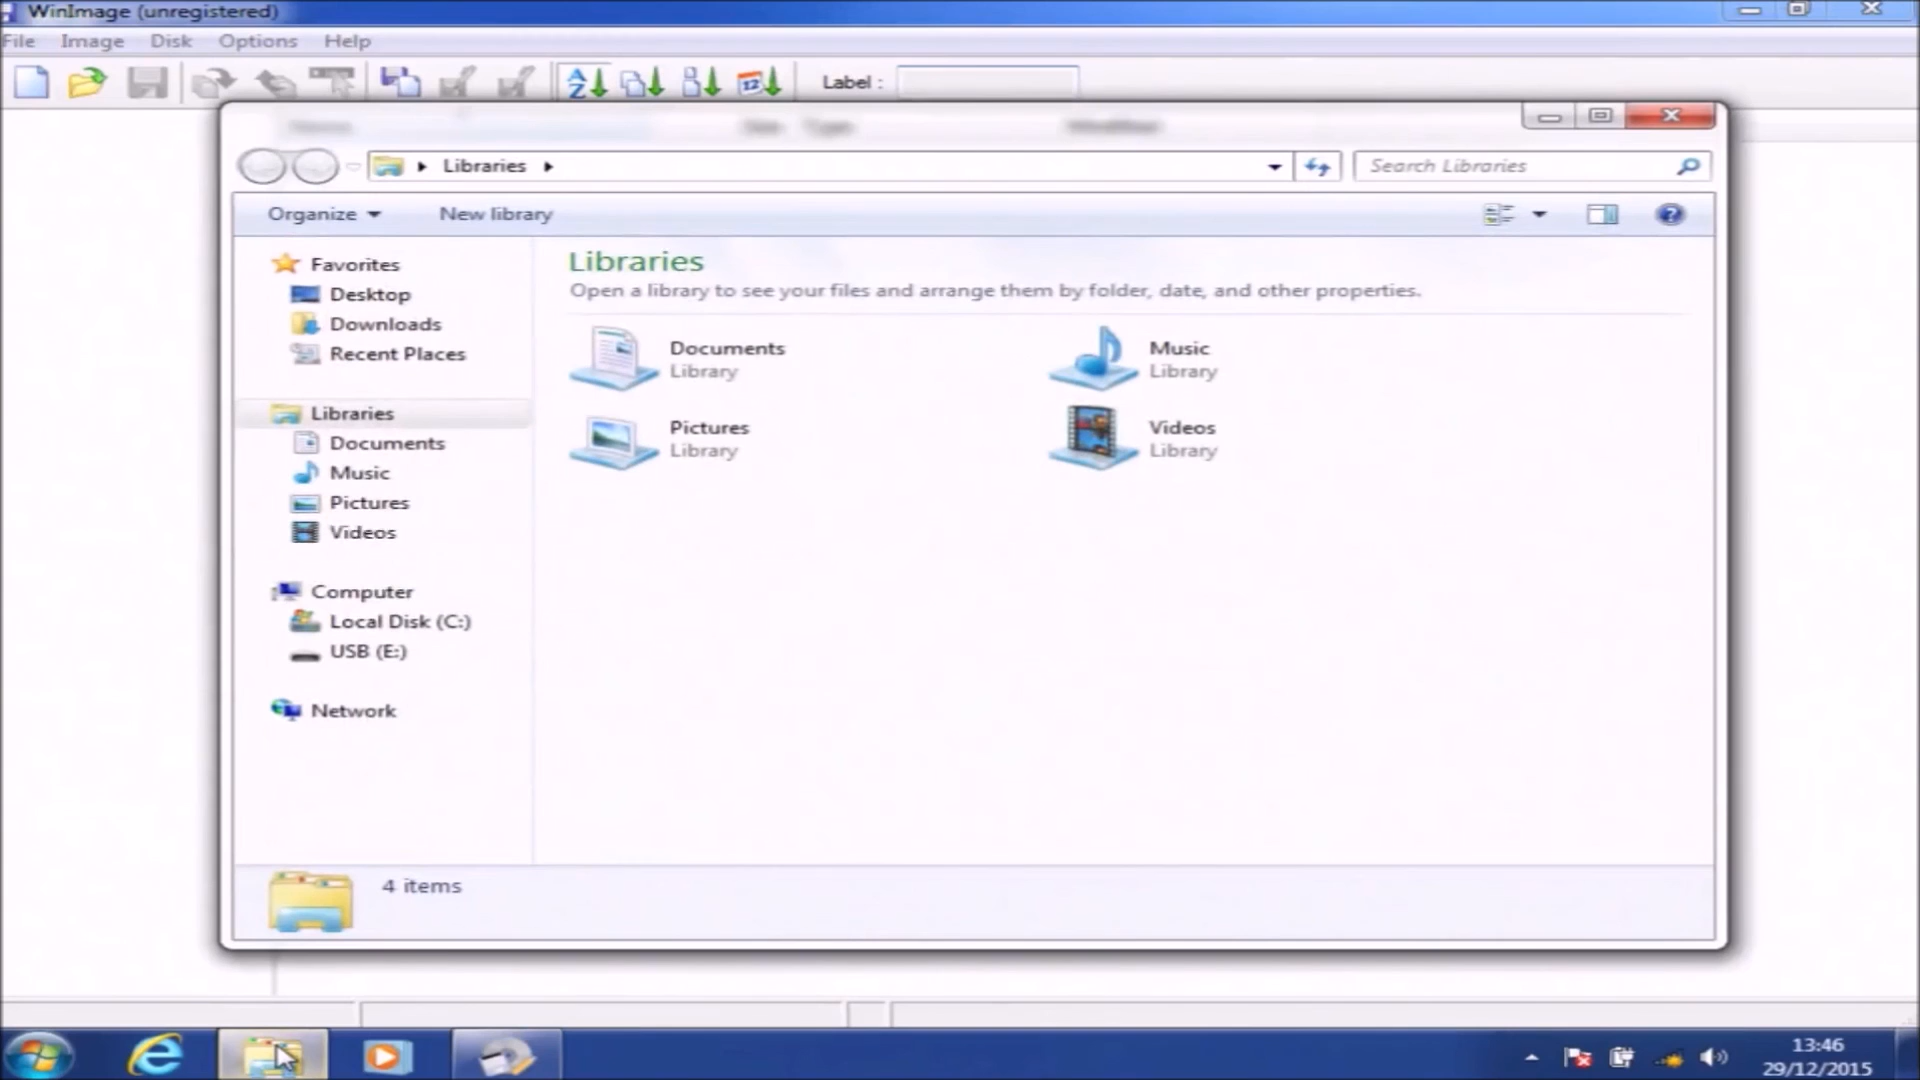 WinImage (unregistered)
File Image Disk Options Help
Label :
Libraries
Search Libraries
Organize New library
Favorites
Desktop
Downloads
Recent Places
Libraries
Documents
Music
Pictures
Videos
Computer
Local Disk (C:)
USB (E:)
Network
Libraries
Open a library to see your files and arrange them by folder, date, and other properties.
Documents
Library
Music
Library
Pictures
Library
Videos
Library
4 items
13:46
29/12/2015